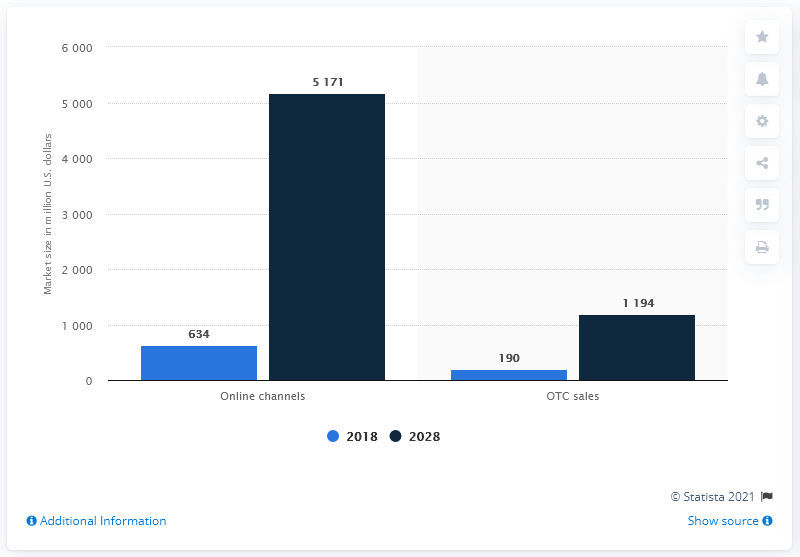 6 000
5 000
4 000
3 000
2 000
1 000
0
Market size in million U.S. dollars
634
5 171
190
1 194
Online channels
OTC sales
2018
2028
© Statista 2021
Additional Information
Show source